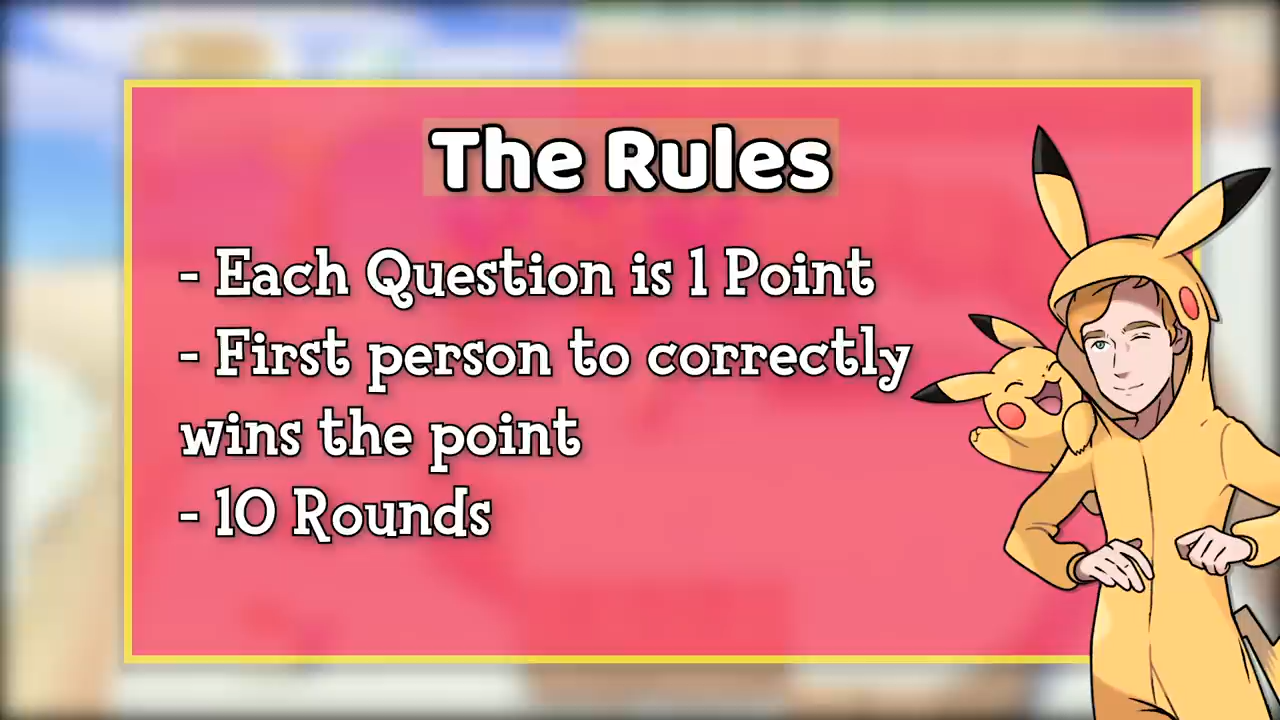 The Rules
- Each Question is 1 Point
- First person to correctly
wins the point
- 10 Rounds